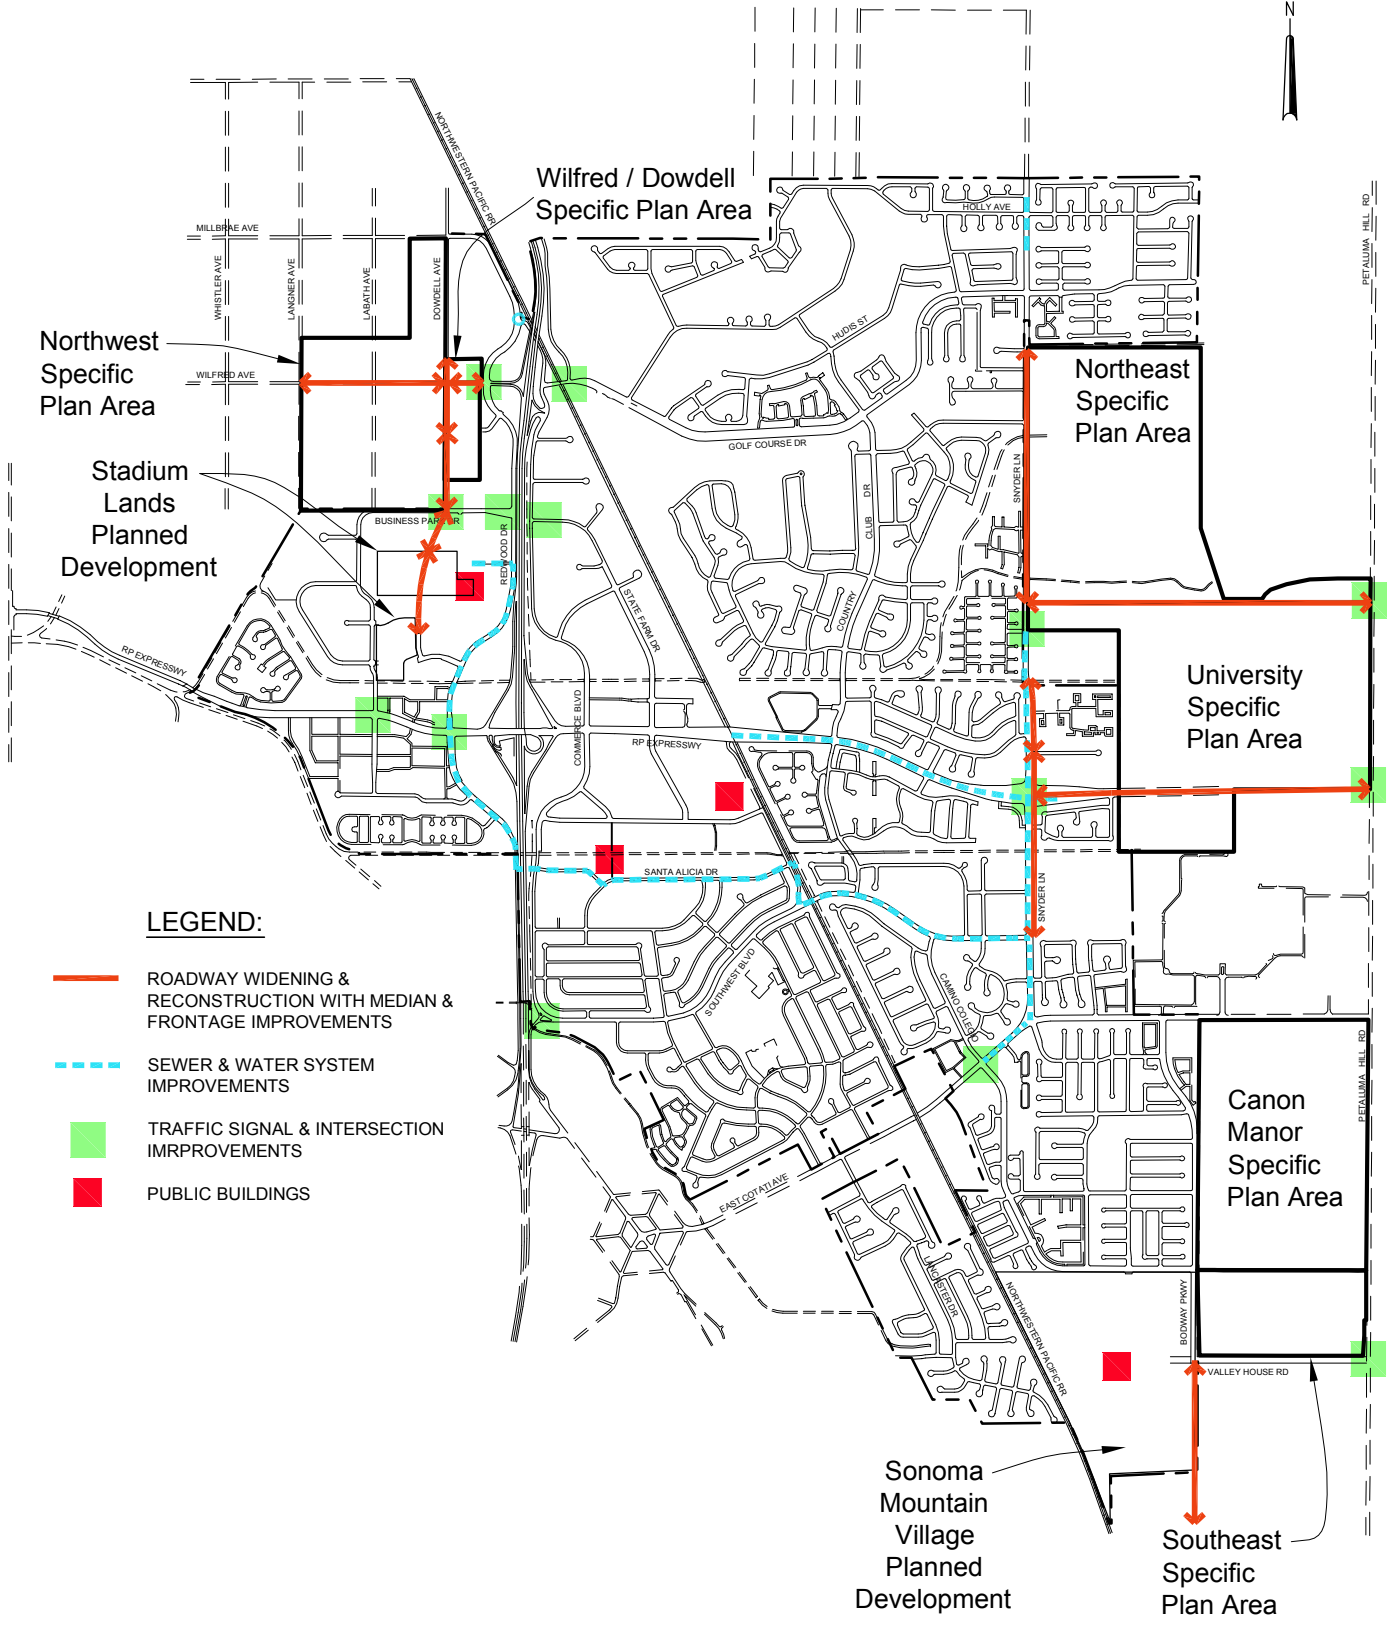 N
NORTHWESTERN PACIFIC RR
Wilfred / Dowdell
Specific Plan Area
HOLLY AVE
PETALUMA HILL RD
MILLBRAE AVE
WHISTLER AVE
LANGNER AVE
LABATH AVE
DOWDELL AVE
HUDIS ST
Northwest
Specific
Plan Area
WILFRED AVE
Northeast
Specific
Plan Area
GOLF COURSE DR
SNYDER LN
Stadium
Lands
Planned
Development
BUSINESS PARK DR
REDWOOD DR
CLUB DR
COUNTRY
STATE FARM DR
RP EXPRESSWY
University
Specific
Plan Area
COMMERCE BLVD
RP EXPRESSWY
SANTA ALICIA DR
SNYDER LN
LEGEND:
ROADWAY WIDENING &
RECONSTRUCTION WITH MEDIAN &
FRONTAGE IMPROVEMENTS
SEWER & WATER SYSTEM
IMPROVEMENTS
TRAFFIC SIGNAL & INTERSECTION
IMRPROVEMENTS
PUBLIC BUILDINGS
SOUTHWEST BLVD
CAMINO COLEGIO
PETALUMA HILL RD
Canon
Manor
Specific
Plan Area
EAST COTATI AVE
LANCASTER DR
NORTHWESTERN PACIFIC RR
BODWAY PKWY
VALLEY HOUSE RD
Sonoma
Mountain
Village
Planned
Development
Southeast
Specific
Plan Area